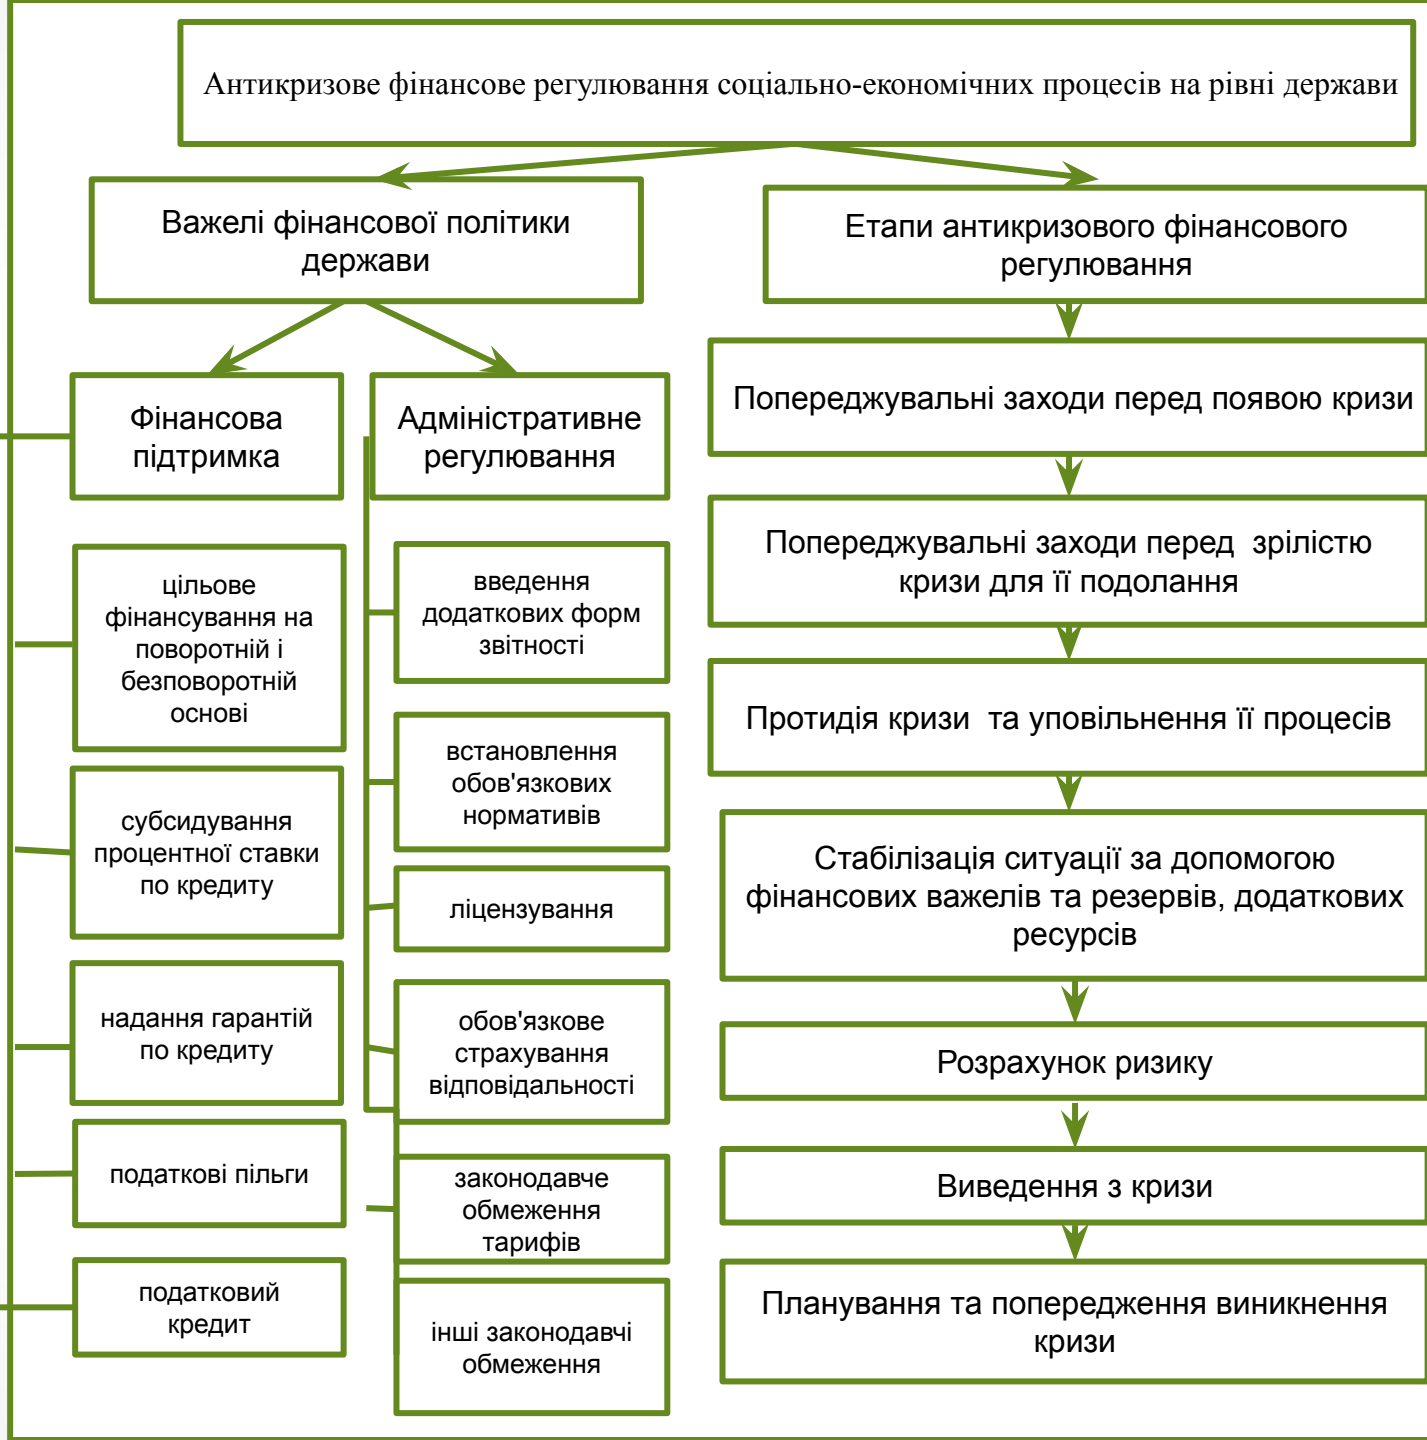 Антикризове фінансове регулювання соціально-економічних процесів на рівні держави
Важелі фінансової політики
держави
Фінансова
підтримка
цільове
фінансування на
поворотній і
безповоротній
основі
субсидування
процентної ставки
по кредиту
надання гарантій
по кредиту
податкові пільги
податковий
кредит
Адміністративне
регулювання
введення
додаткових форм
звітності
встановлення
обов'язкових
нормативів
ліцензування
обов'язкове
страхування
відповідальності
законодавче
обмеження
тарифів
інші законодавчі
обмеження
Етапи антикризового фінансового
регулювання
Попереджувальні заходи перед появою кризи
Попереджувальні заходи перед  зрілістю
кризи для її подолання
Протидія кризи  та уповільнення її процесів
Стабілізація ситуації за допомогою
фінансових важелів та резервів, додаткових
ресурсів
Розрахунок ризику
Виведення з кризи
Планування та попередження виникнення
кризи